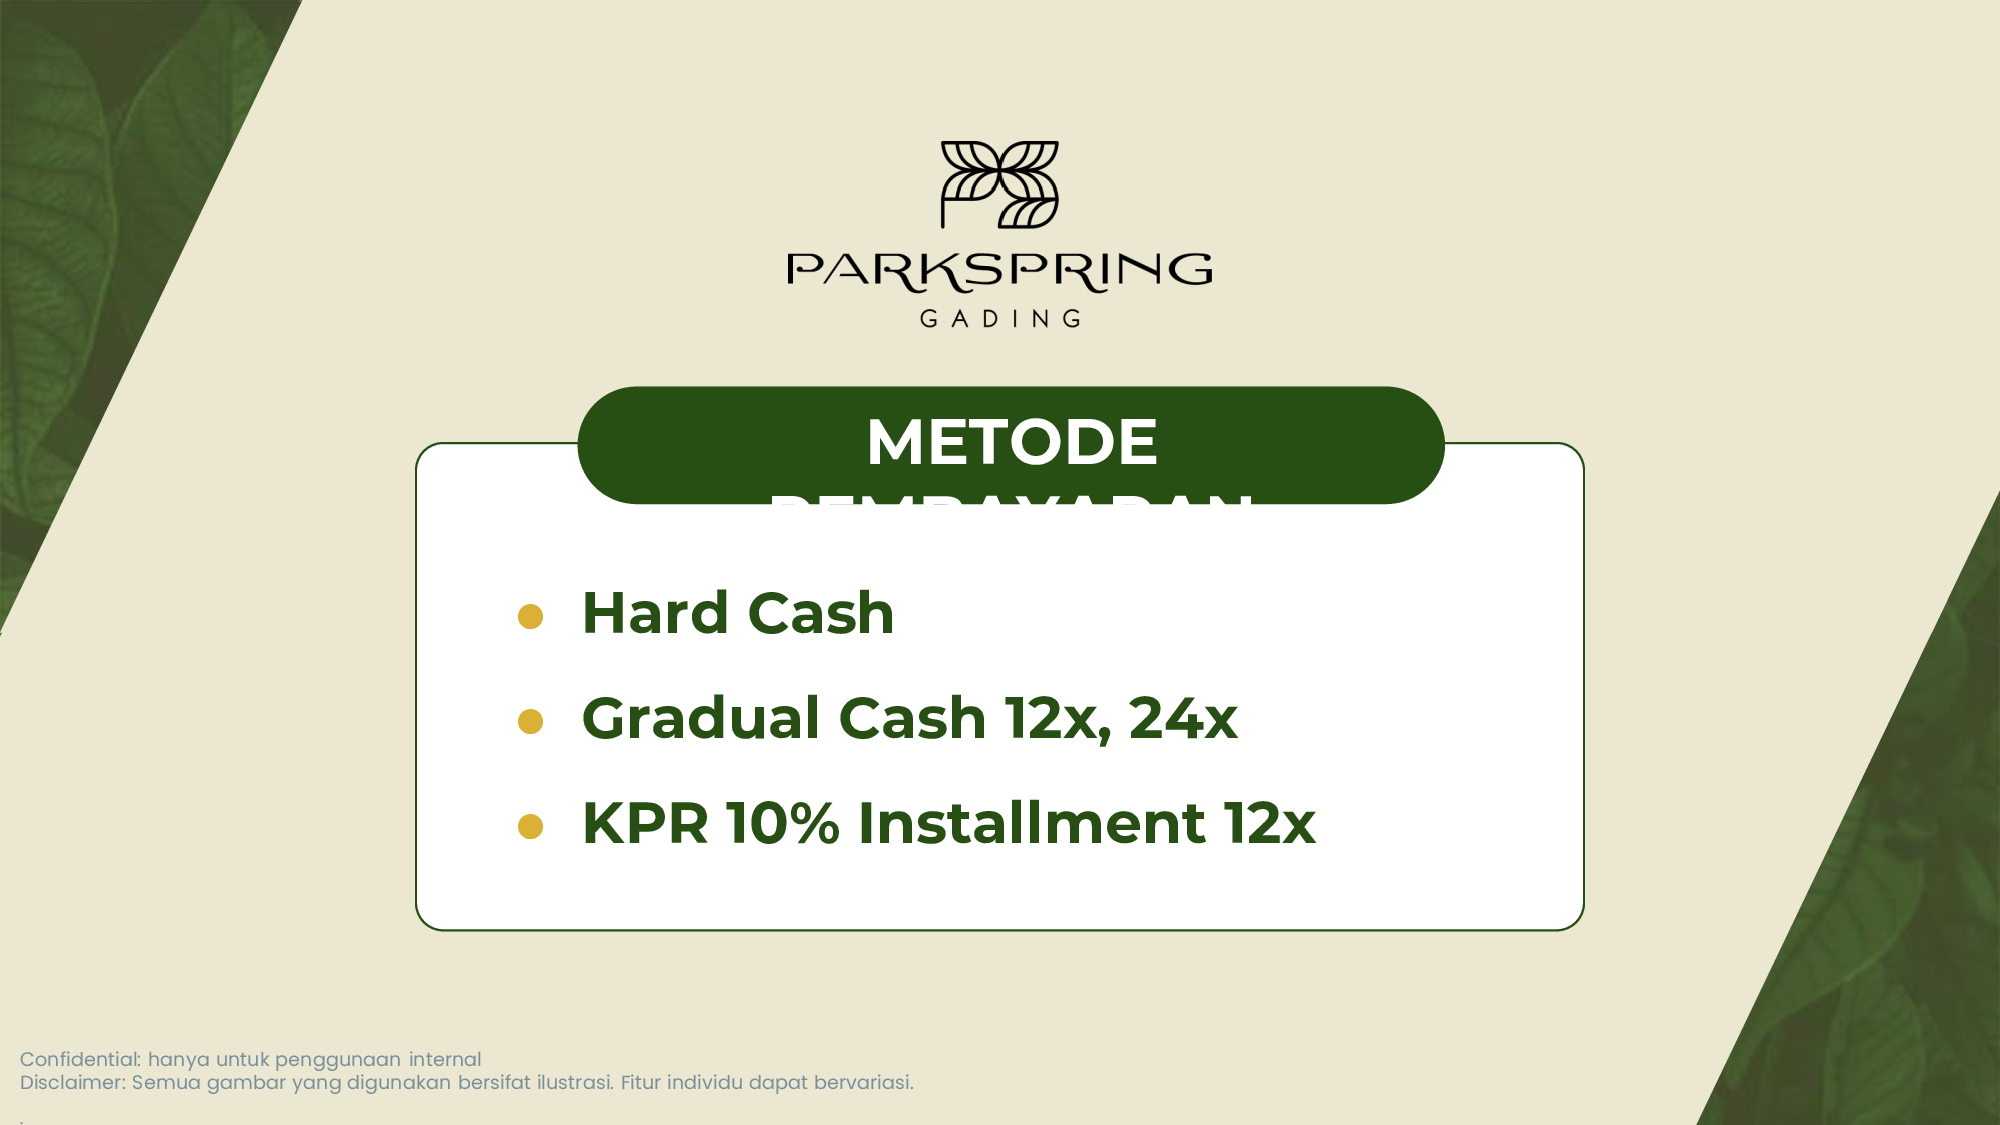 PARKSPRING
GADING
METODE
PEMBAYARAN
Hard Cash
Gradual Cash 12x, 24x
KPR 10% Installment 12x
Confidential: hanya untuk penggunaan internal
Disclaimer: Semua gambar yang digunakan bersifat ilustrasi. Fitur individu dapat bervariasi.
.